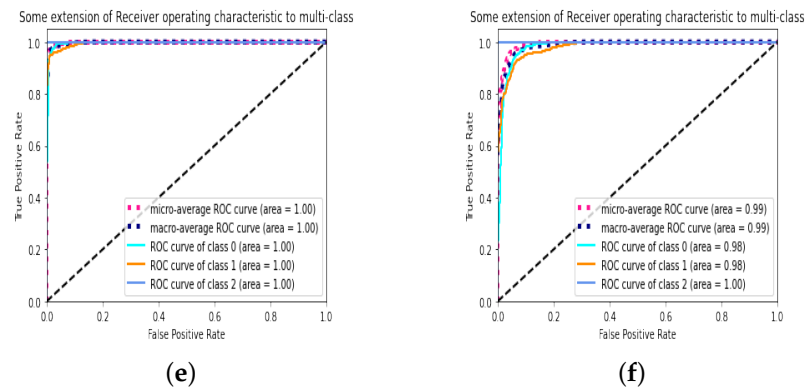 Some extension of Receiver operating characteristic to multi-class
1.0
0.8
0.6
0.4
0.2
0.0
True Positive Rate
micro-average ROC curve (area = 1.00)
macro-average ROC curve (area = 1.00)
ROC curve of class 0 (area = 1.00)
ROC curve of class 1 (area = 1.00)
ROC curve of class 2 (area = 1.00)
0.0 0.2 0.4 0.6 0.8 1.0
False Positive Rate
(e)
Some extension of Receiver operating characteristic to multi-class
1.0
0.8
0.6
0.4
0.2
0.0
True Positive Rate
micro-average ROC curve (area = 0.99)
macro-average ROC curve (area = 0.99)
ROC curve of class 0 (area = 0.98)
ROC curve of class 1 (area = 0.98)
ROC curve of class 2 (area = 1.00)
0.0 0.2 0.4 0.6 0.8 1.0
False Positive Rate
(f)